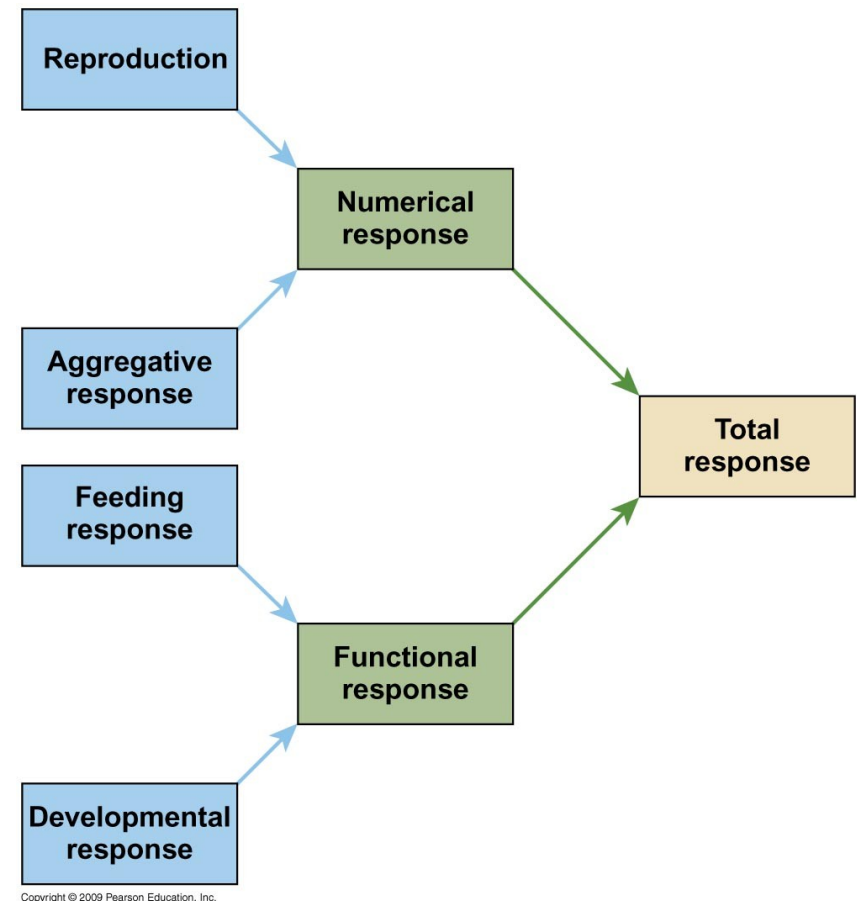 Reproduction
Numerical
response
Aggregative
response
Total
response
Feeding
response
Functional
response
Developmental
response
Copyright © 2009 Pearson Education, Inc.